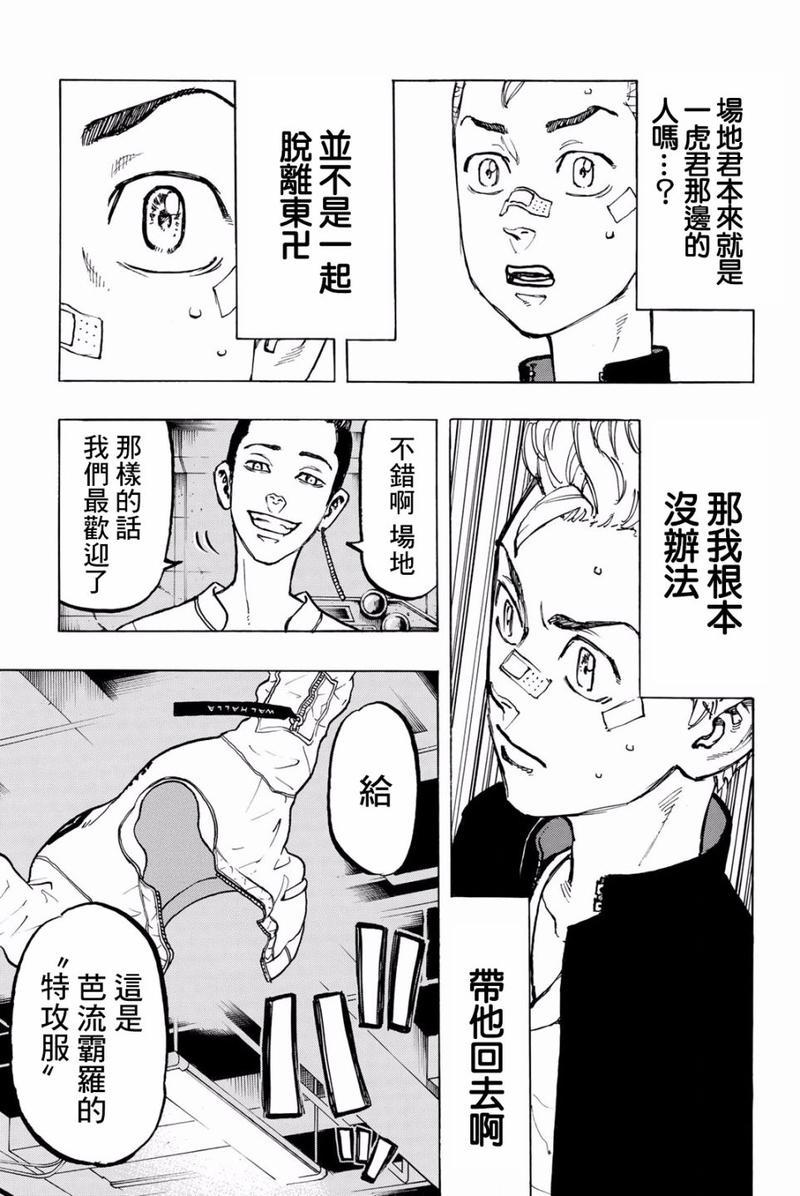 場地君本來就是
一虎君那邊的
人嗎…？
並不是一起
脫離東卍
那我根本
沒辦法
不錯啊 場地
那樣的話
我們最歡迎了
WALHALLA
給
這是
芭流霸羅的
“特攻服”
帶他回去啊